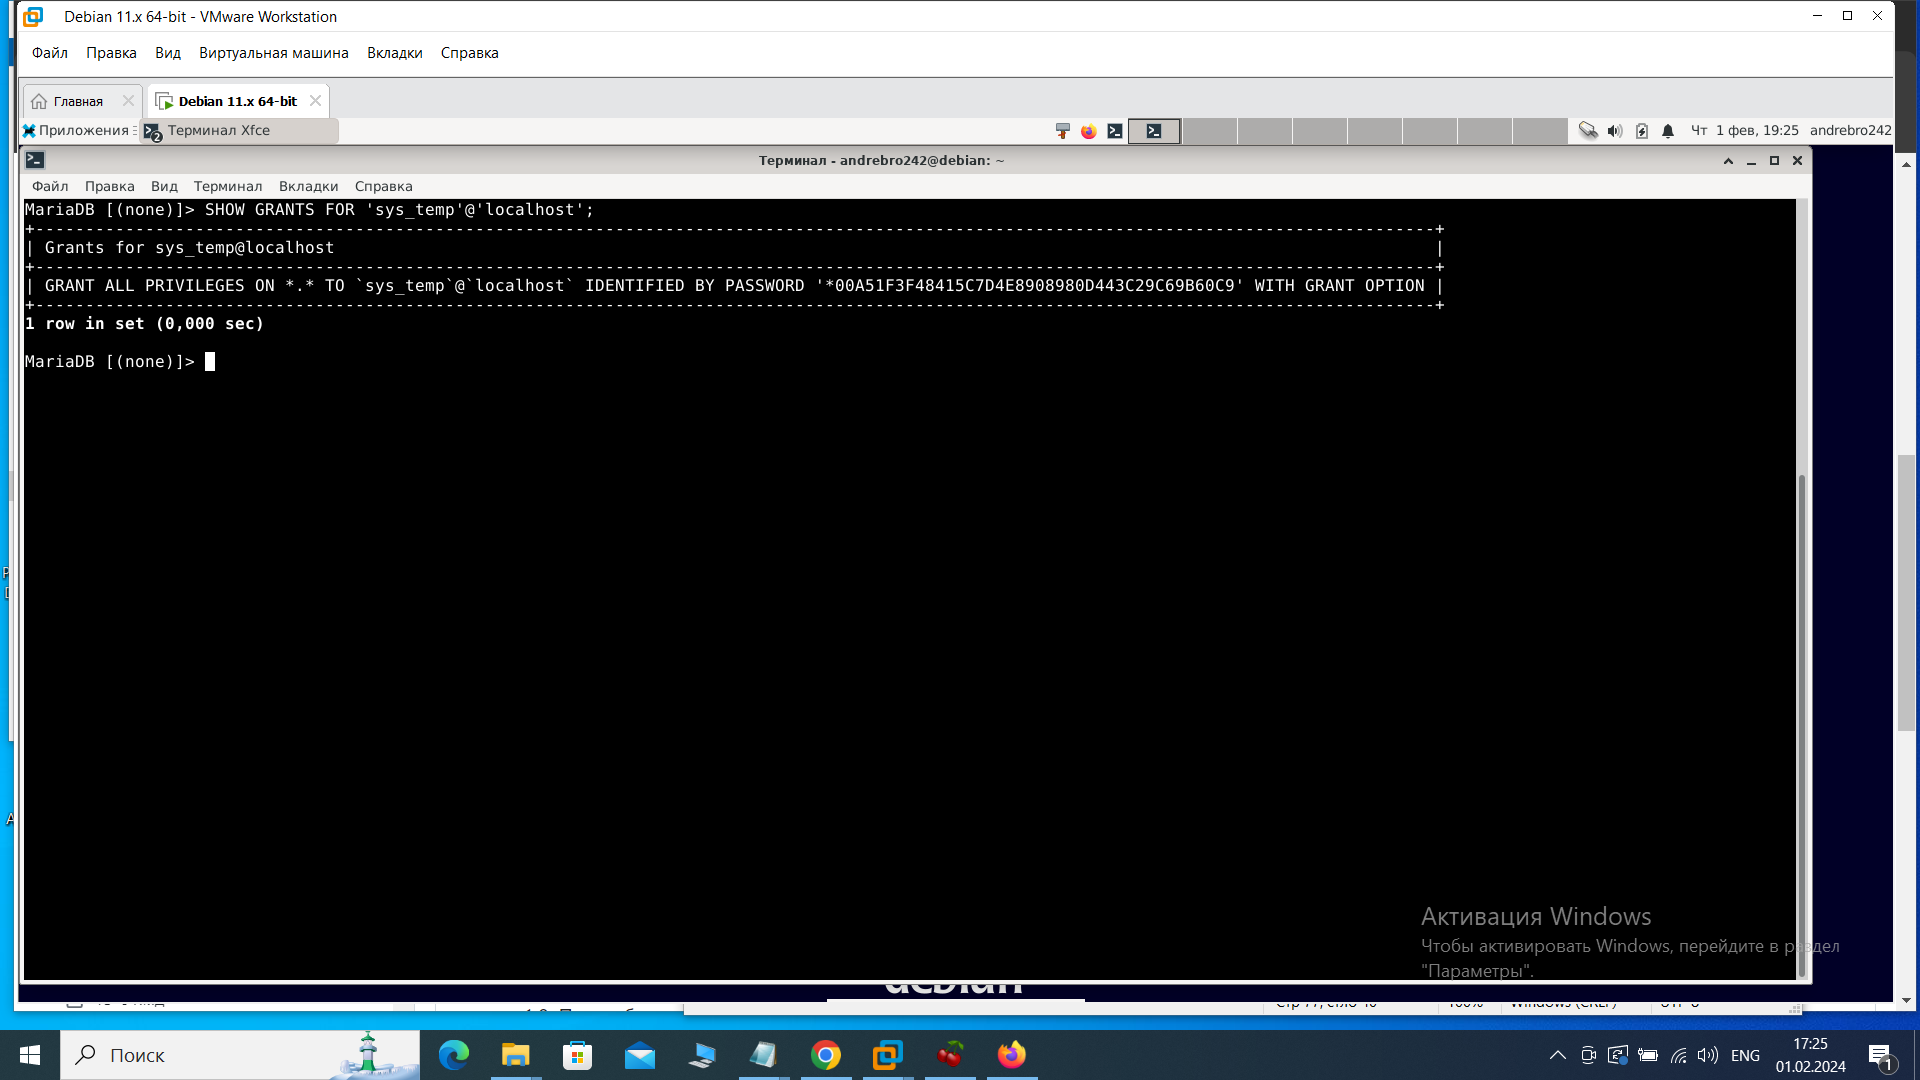 Debian 11.x 64-bit - VMware Workstation
Файл Правка Вид Виртуальная машина Вкладки Справка
Главная Debian 11.x 64-bit
Приложения Терминал Xfce Чт 1 фев, 19:25 andrebro242
Терминал - andrebro242@debian: ~
Файл Правка Вид Терминал Вкладки Справка
MariaDB [(none)]> SHOW GRANTS FOR 'sys_temp'@'localhost';
+--------------------------------------------------------------------------------------------------------------------------------------------+
| Grants for sys_temp@localhost |
+--------------------------------------------------------------------------------------------------------------------------------------------+
| GRANT ALL PRIVILEGES ON *.* TO `sys_temp`@`localhost` IDENTIFIED BY PASSWORD '*00A51F3F48415C7D4E8908980D443C29C69B60C9' WITH GRANT OPTION |
+--------------------------------------------------------------------------------------------------------------------------------------------+
1 row in set (0,000 sec)
MariaDB [(none)]>
Активация Windows
Чтобы активировать Windows, перейдите в раздел
"Параметры".
debian
Поиск
ENG
17:25
01.02.2024
1